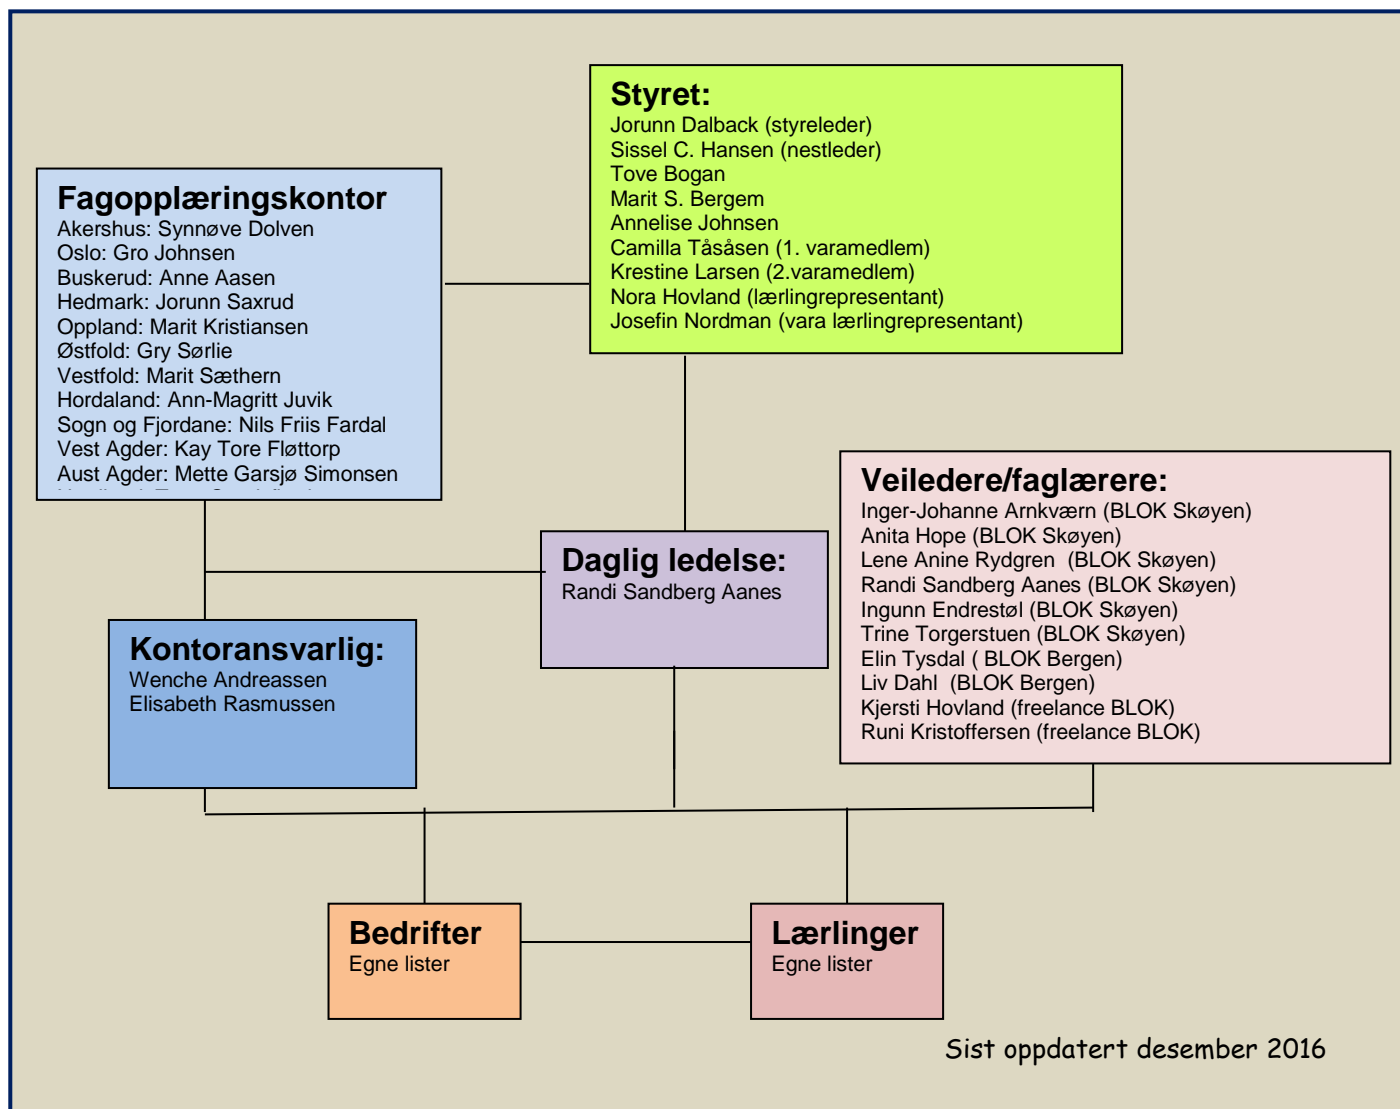 Styret:
Jorunn Dalback (styreleder)
Sissel C. Hansen (nestleder)
Tove Bogan
Marit S. Bergem
Annelise Johnsen
Camilla Tåsåsen (1. varamedlem)
Krestine Larsen (2.varamedlem)
Nora Hovland (lærlingrepresentant)
Josefin Nordman (vara lærlingrepresentant)
Fagopplæringskontor
Akershus: Synnøve Dolven
Oslo: Gro Johnsen
Buskerud: Anne Aasen
Hedmark: Jorunn Saxrud
Oppland: Marit Kristiansen
Østfold: Gry Sørlie
Vestfold: Marit Sæthern
Hordaland: Ann-Magritt Juvik
Sogn og Fjordane: Nils Friis Fardal
Vest Agder: Kay Tore Fløttorp
Aust Agder: Mette Garsjø Simonsen
Veiledere/faglærere:
Inger-Johanne Arnkværn (BLOK Skøyen)
Anita Hope (BLOK Skøyen)
Lene Anine Rydgren  (BLOK Skøyen)
Randi Sandberg Aanes (BLOK Skøyen)
Ingunn Endrestøl (BLOK Skøyen)
Trine Torgerstuen (BLOK Skøyen)
Elin Tysdal ( BLOK Bergen)
Liv Dahl  (BLOK Bergen)
Kjersti Hovland (freelance BLOK)
Runi Kristoffersen (freelance BLOK)
Daglig ledelse:
Randi Sandberg Aanes
Kontoransvarlig:
Wenche Andreassen
Elisabeth Rasmussen
Bedrifter
Egne lister
Lærlinger
Egne lister
Sist oppdatert desember 2016